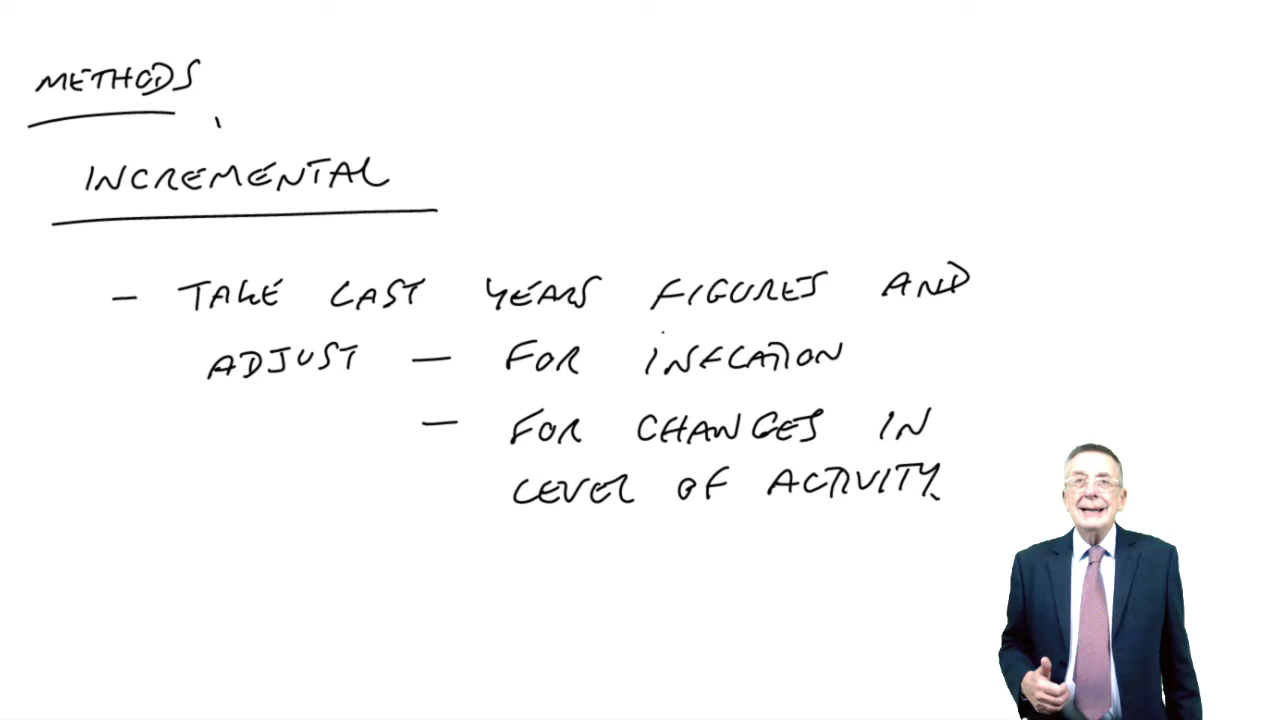 METHODS
INCREMENTAL
- TAKE LAST YEARS FIGURES AND
ADJUST - FOR INFLATION
- FOR CHANGES IN
LEVEL OF ACTIVITY.